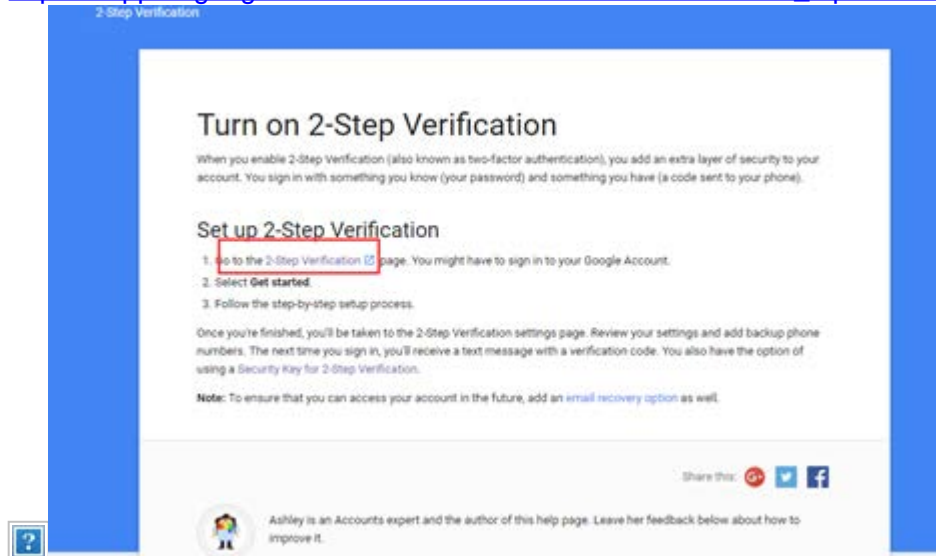 2-Step Verification
Turn on 2-Step Verification
When you enable 2-Step Verification (also known as two-factor authentication), you add an extra layer of security to your
account. You sign in with something you know (your password) and something you have (a code sent to your phone).
Set up 2-Step Verification
1. Go to the 2-Step Verification page. You might have to sign in to your Google Account.
2. Select Get started.
3. Follow the step-by-step setup process.
Once you're finished, you'll be taken to the 2-Step Verification settings page. Review your settings and add backup phone
numbers. The next time you sign in, you'll receive a text message with a verification code. You also have the option of
using a Security Key for 2-Step Verification.
Note: To ensure that you can access your account in the future, add an email recovery option as well.
Share this: G+ f
Ashley is an Accounts expert and the author of this help page. Leave her feedback below about how to
improve it.
?